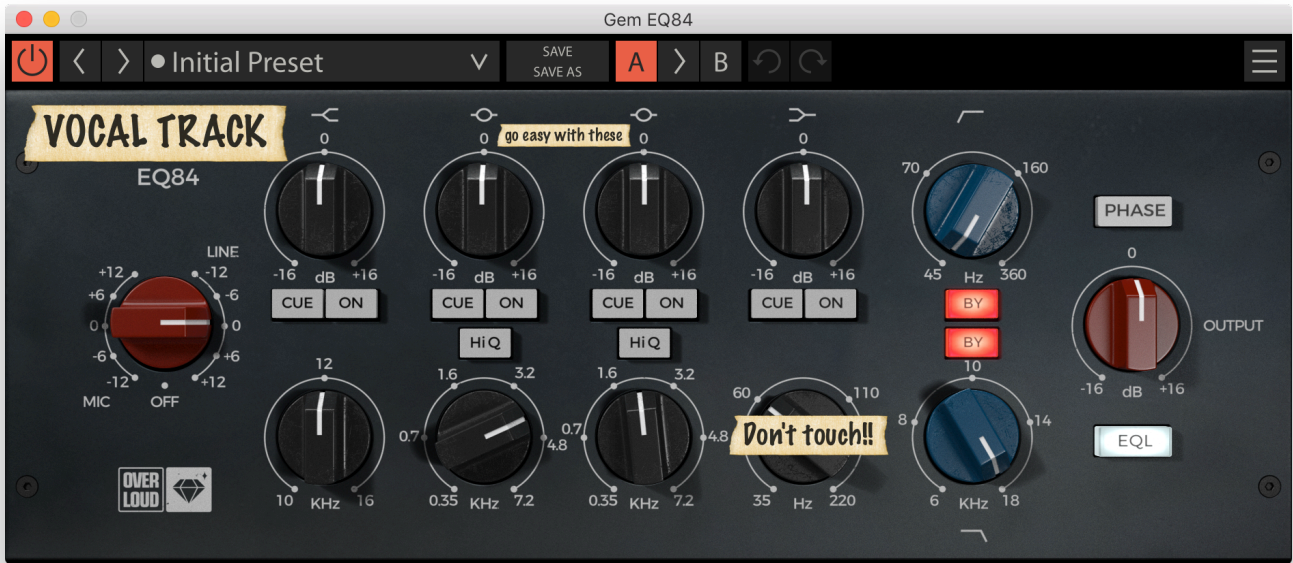 Gem EQ84
Initial Preset
SAVE
SAVE AS
A
B
VOCAL TRACK
EQ84
0
0
go easy with these
0
0
70
160
PHASE
LINE
-16 dB +16
-16 dB +16
-16 dB +16
-16 dB +16
45 Hz 360
0
+12
-12
CUE ON
CUE ON
CUE ON
CUE ON
BY
+6
-6
0
0
OUTPUT
HiQ
HiQ
BY
-6
+6
-12
+12
MIC
OFF
-16 dB +16
12
1.6
3.2
1.6
3.2
10
60
110
0.7
4.8
0.7
4.8
Don't touch!!
8
14
EQL
OVER
LOUD
10 KHz 16
0.35 KHz 7.2
0.35 KHz 7.2
35 Hz 220
6 KHz 18